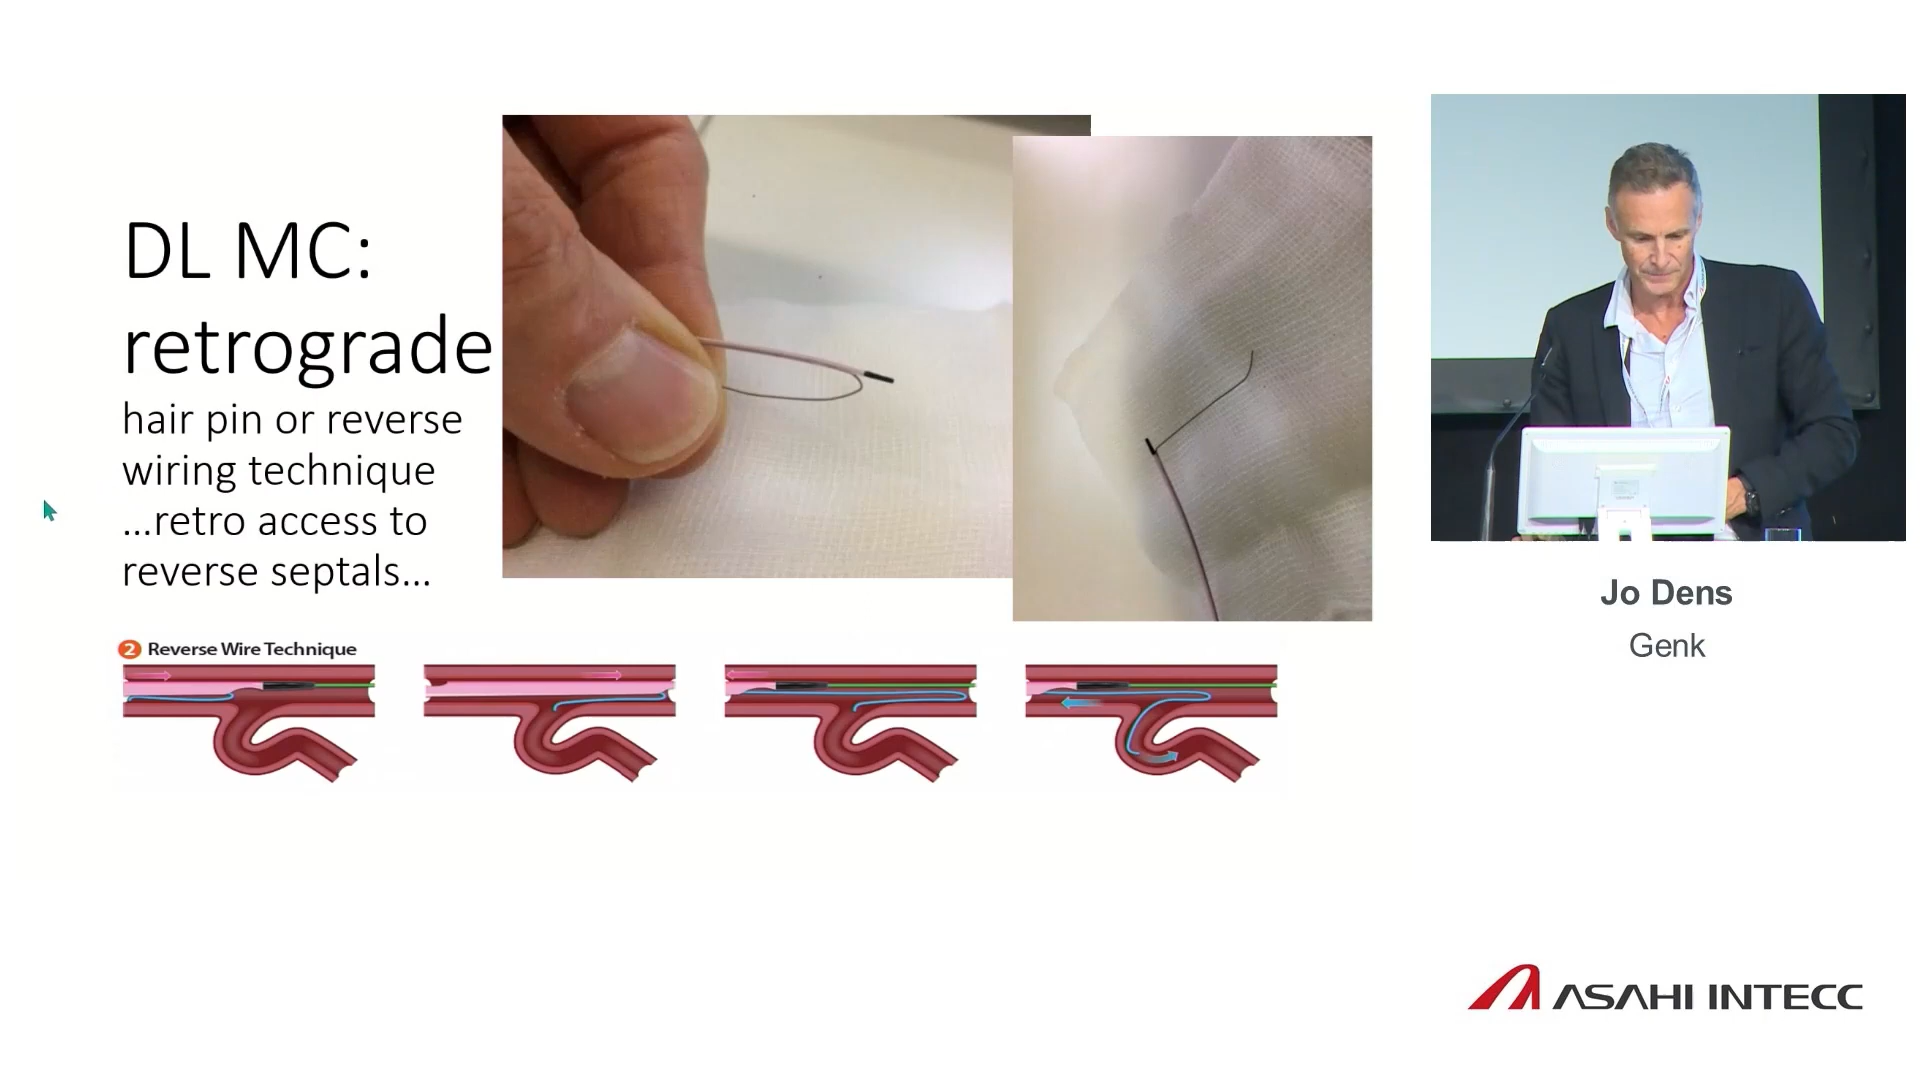 DL MC:
retrograde
hair pin or reverse
wiring technique
...retro access to
reverse septals...
2 Reverse Wire Technique
Jo Dens
Genk
ASAHI INTECC